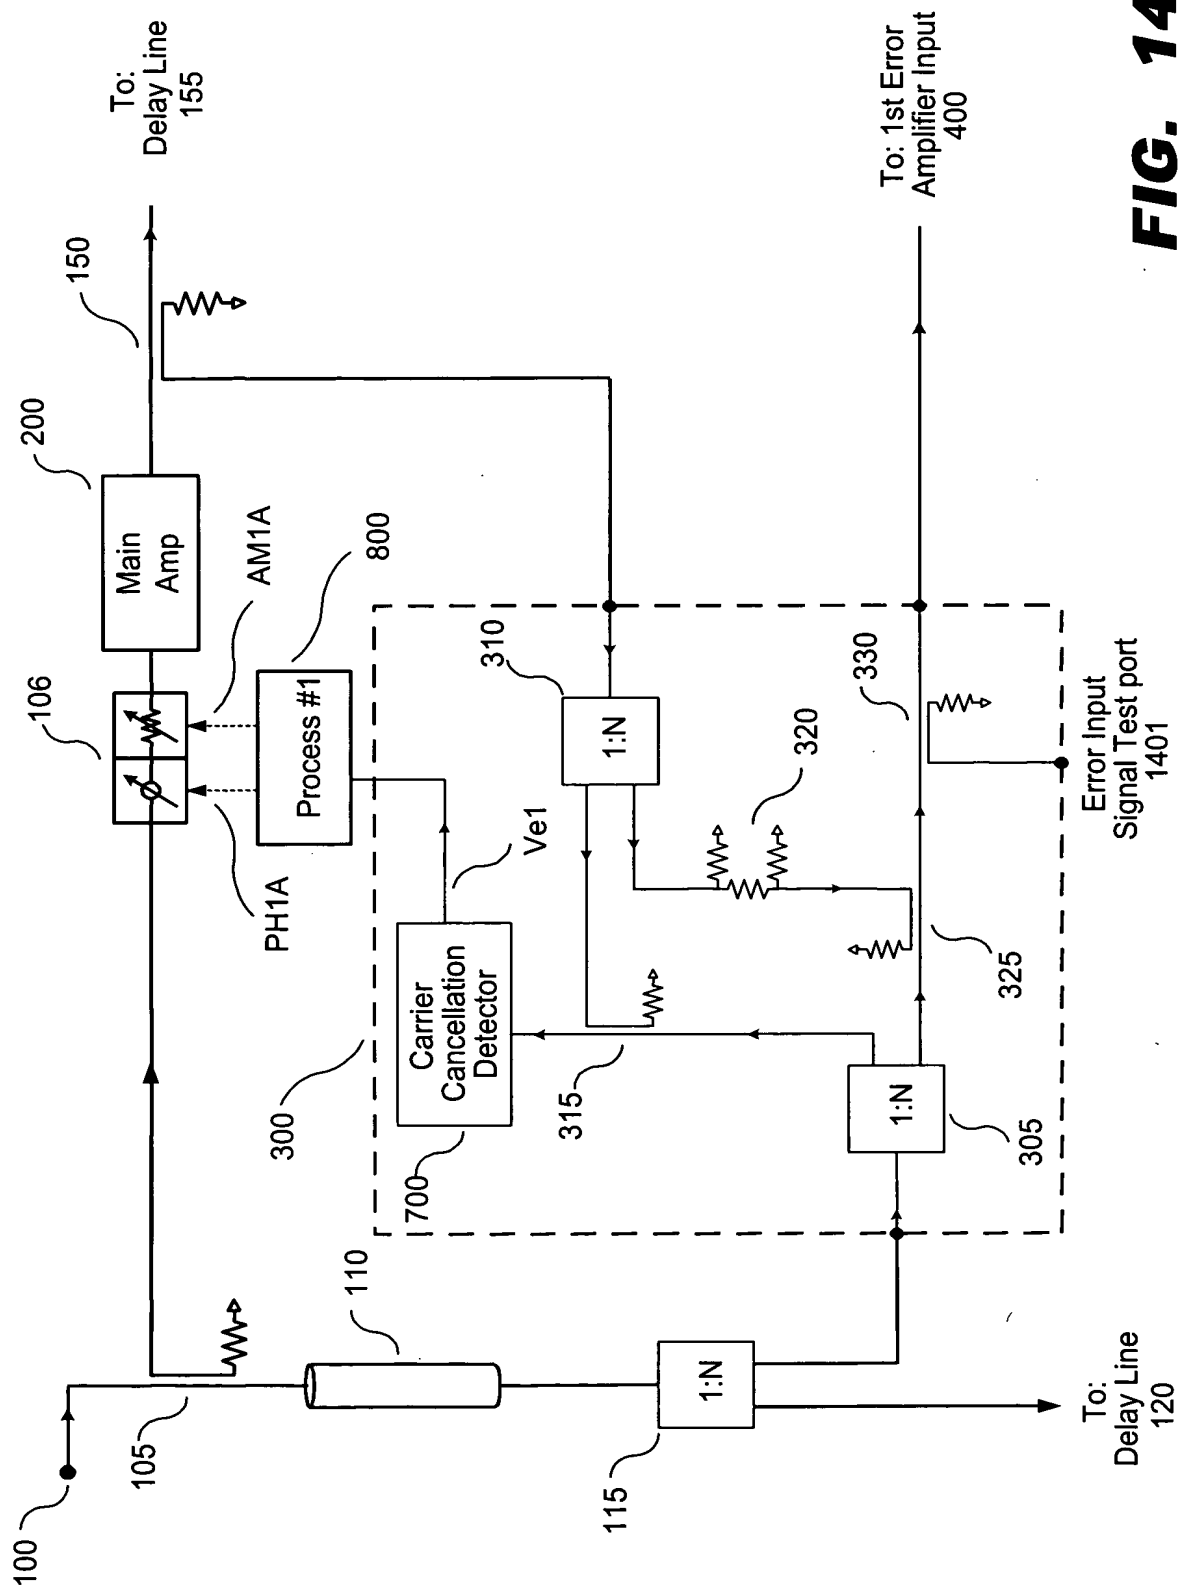 100
105
110
115
To:
Delay Line
120
106
PH1A
AM1A
Main
Amp
200
150
To:
Delay Line
155
Process #1
800
300
Carrier
Cancellation
Detector
700
Ve1
1:N
310
315
320
1:N
305
325
330
1:N
Error Input
Signal Test port
1401
To: 1st Error
Amplifier Input
400
FIG. 14